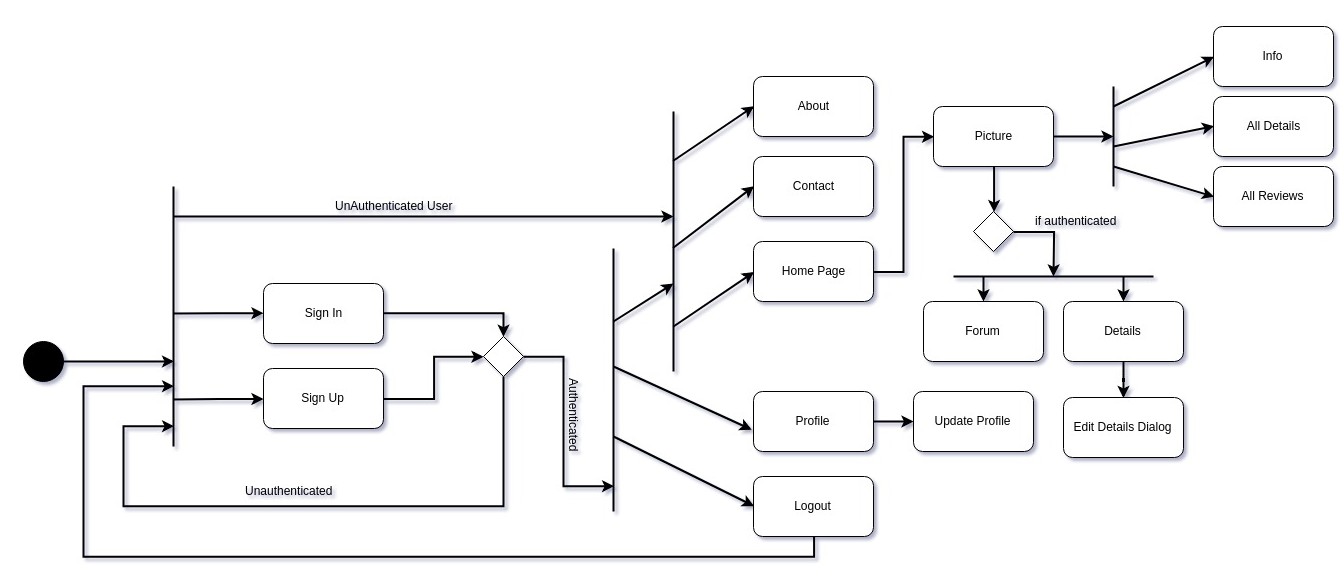 Info
About
All Details
Picture
Contact
All Reviews
UnAuthenticated User
if authenticated
Home Page
Sign In
Forum
Details
Sign Up
Authenticated
Profile
Update Profile
Edit Details Dialog
Unauthenticated
Logout